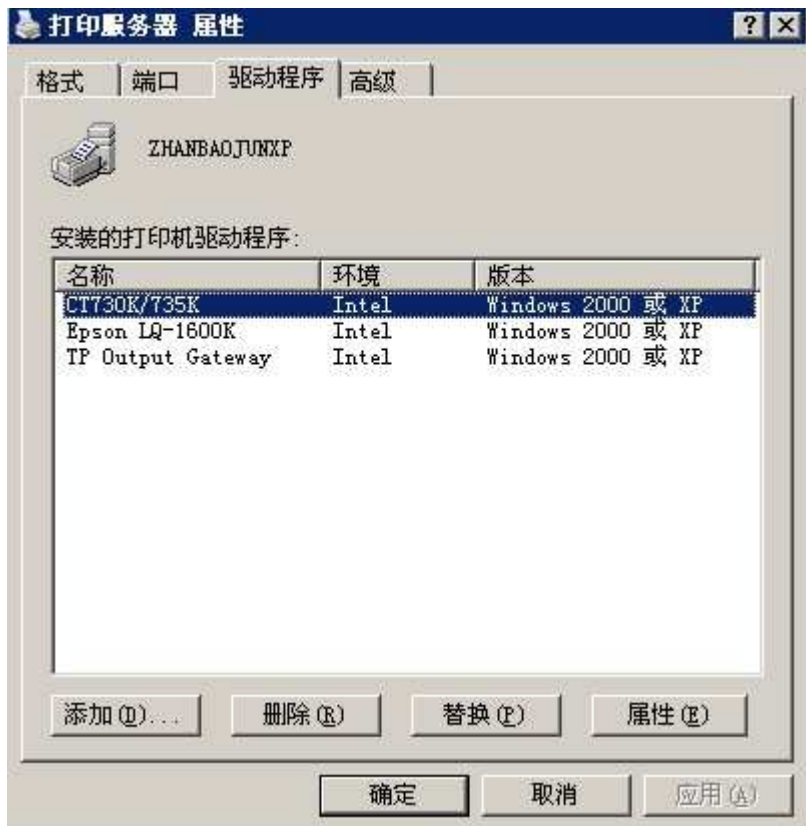 打印服务器 属性
格式 端口 驱动程序 高级
ZHANBAOJUNXP
安装的打印机驱动程序:
名称 环境 版本
CT730K/735K Intel Windows 2000 或 XP
Epson LQ-1600K Intel Windows 2000 或 XP
TP Output Gateway Intel Windows 2000 或 XP
添加(D)... 删除(R) 替换(P) 属性(E)
确定 取消 应用(A)